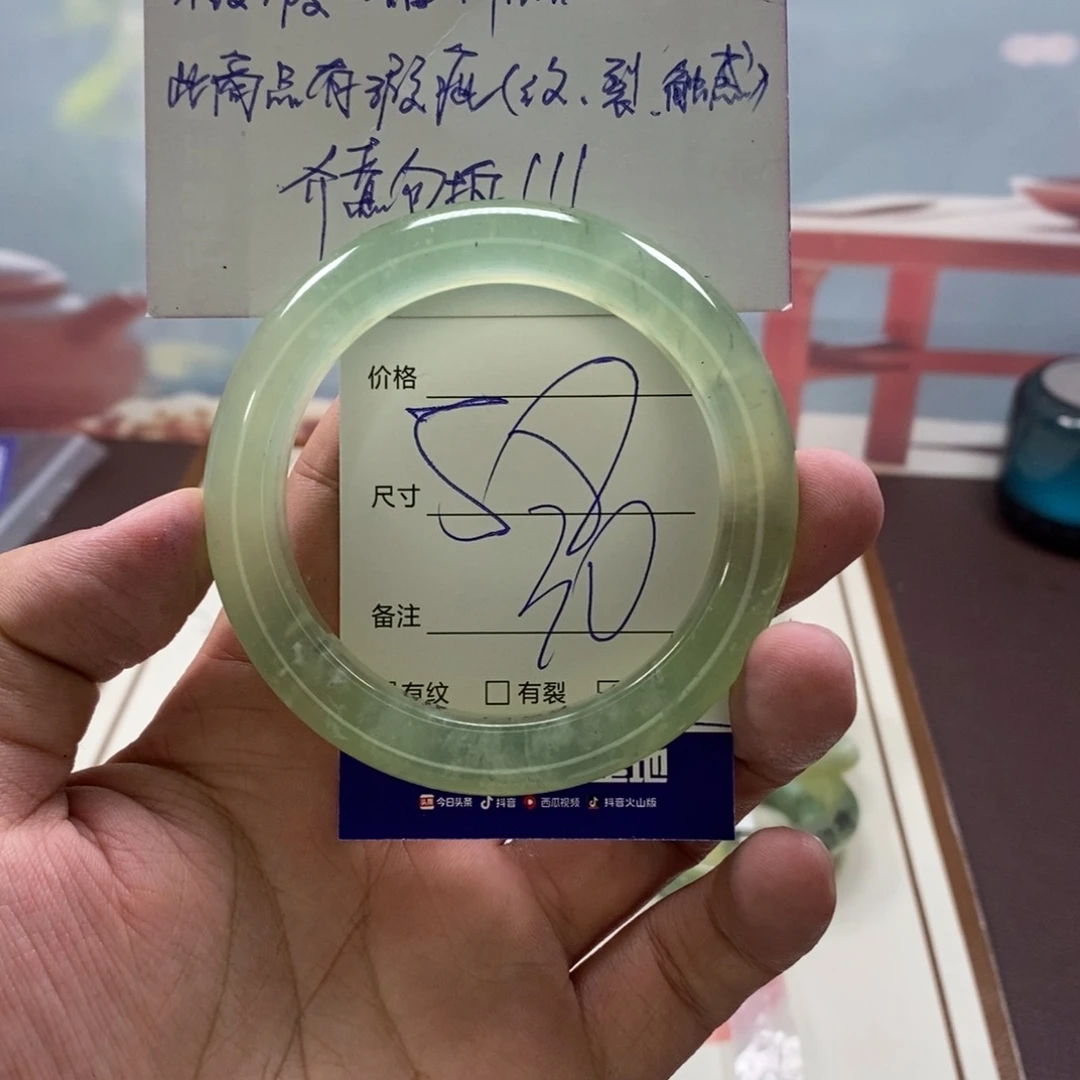 此商品有瑕疵(纹、裂、触感)
介意勿拍!!!
价格
58
尺寸
30
备注
有纹 □有裂
今日头条 抖音 西瓜视频 抖音火山版